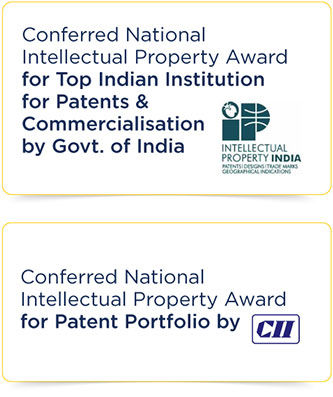 Conferred National
Intellectual Property Award
for Top Indian Institution
for Patents &
Commercialisation
by Govt. of India
INTELLECTUAL
PROPERTY INDIA
PATENTS | DESIGNS | TRADE MARKS
GEOGRAPHICAL INDICATIONS
Conferred National
Intellectual Property Award
for Patent Portfolio by CII